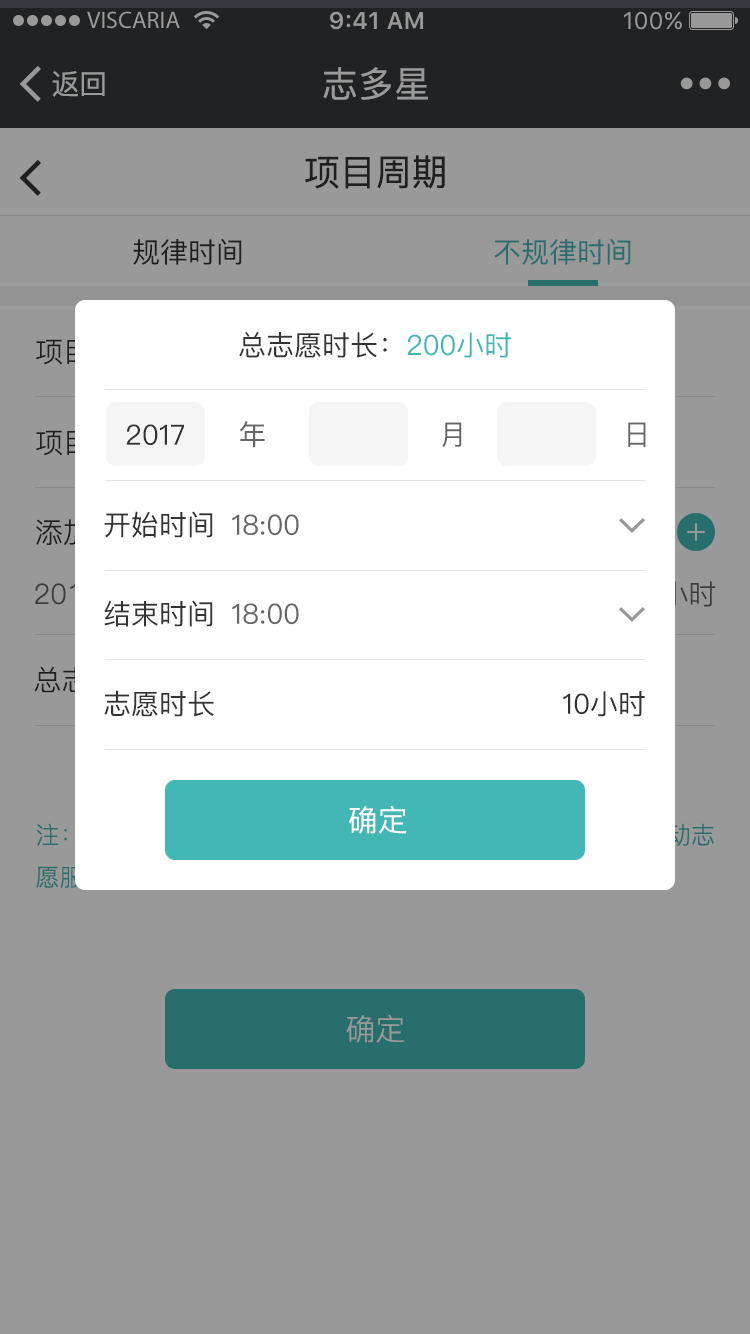 VISCARIA 9:41 AM 100%
返回 志多星
项目周期
规律时间 不规律时间
总志愿时长：200小时
项目
2017 年 月 日
项目
开始时间 18:00
添加
结束时间 18:00
201 小时
志愿时长 10小时
总志
确定
注： 动志
愿服
确定